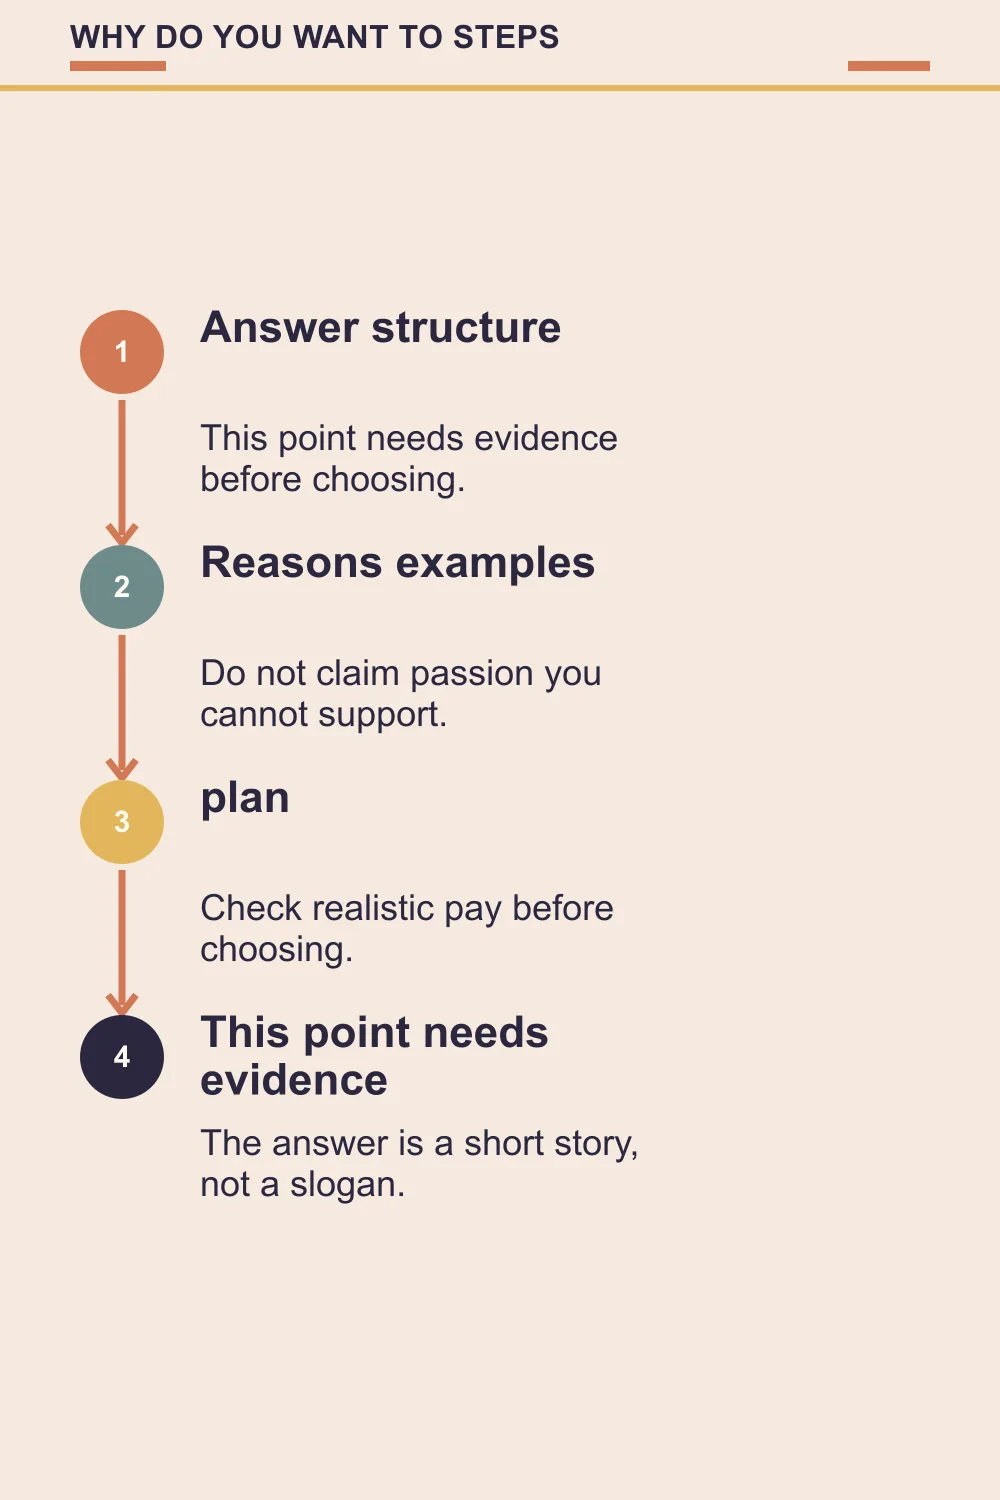 WHY DO YOU WANT TO STEPS
1
Answer structure
This point needs evidence
before choosing.
2
Reasons examples
Do not claim passion you
cannot support.
3
plan
Check realistic pay before
choosing.
4
This point needs
evidence
The answer is a short story,
not a slogan.